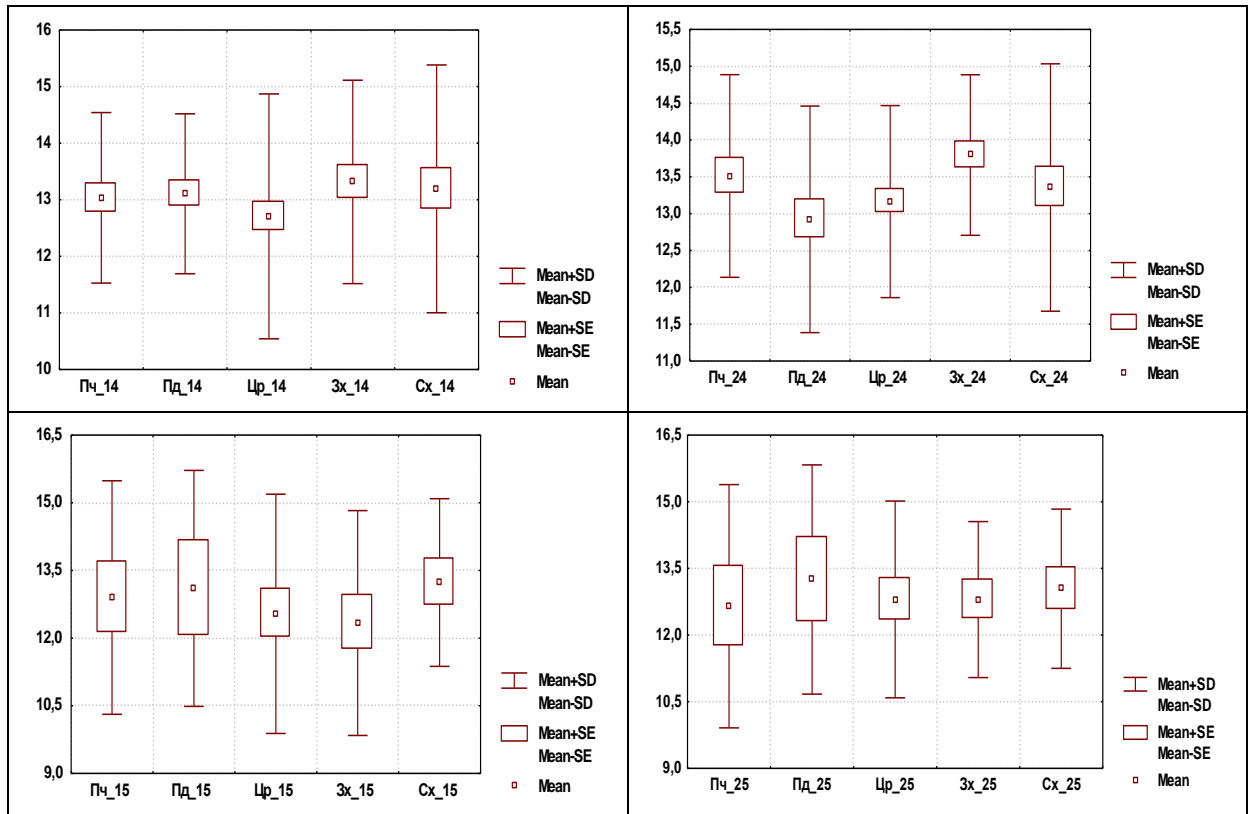 16
15
14
13
12
11
10
Пч_14 Пд_14 Цр_14 Зх_14 Сх_14
Mean+SD
Mean-SD
Mean+SE
Mean-SE
Mean
15,5
15,0
14,5
14,0
13,5
13,0
12,5
12,0
11,5
11,0
Пч_24 Пд_24 Цр_24 Зх_24 Сх_24
Mean+SD
Mean-SD
Mean+SE
Mean-SE
Mean
16,5
15,0
13,5
12,0
10,5
9,0
Пч_15 Пд_15 Цр_15 Зх_15 Сх_15
Mean+SD
Mean-SD
Mean+SE
Mean-SE
Mean
16,5
15,0
13,5
12,0
10,5
9,0
Пч_25 Пд_25 Цр_25 Зх_25 Сх_25
Mean+SD
Mean-SD
Mean+SE
Mean-SE
Mean